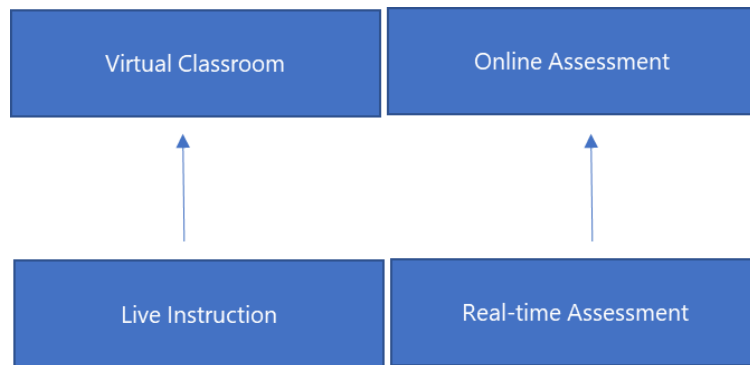 Virtual Classroom
Online Assessment
Live Instruction
Real-time Assessment